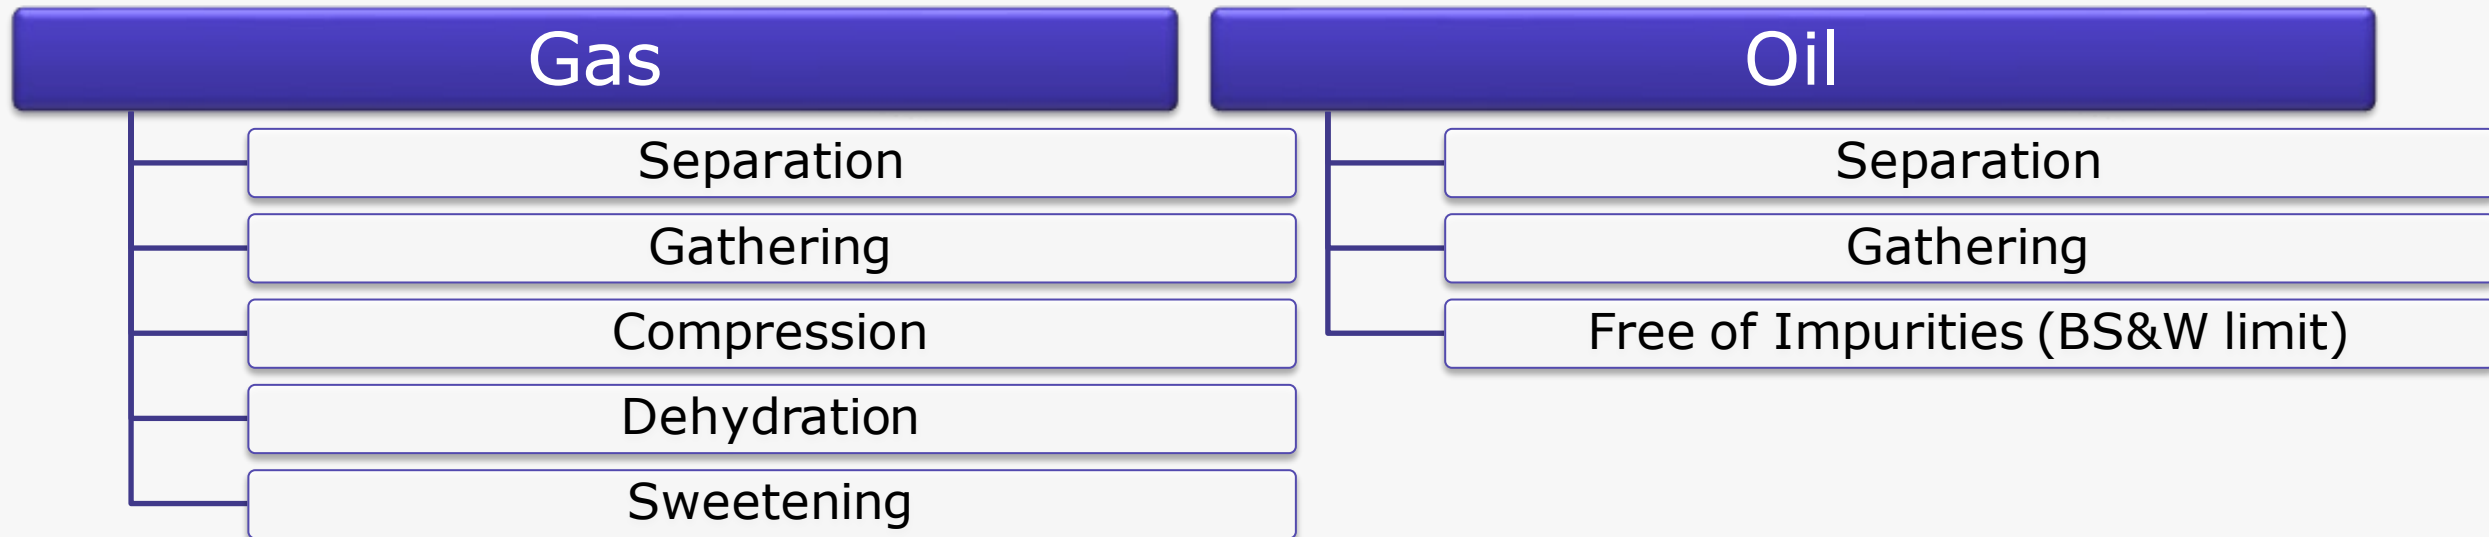 Gas
Separation
Gathering
Compression
Dehydration
Sweetening
Oil
Separation
Gathering
Free of Impurities (BS&W limit)